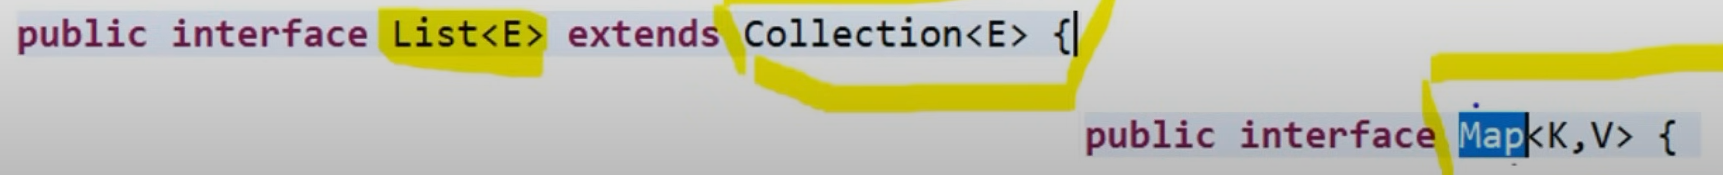 public interface List<E> extends Collection<E> {
public interface Map<K,V> {